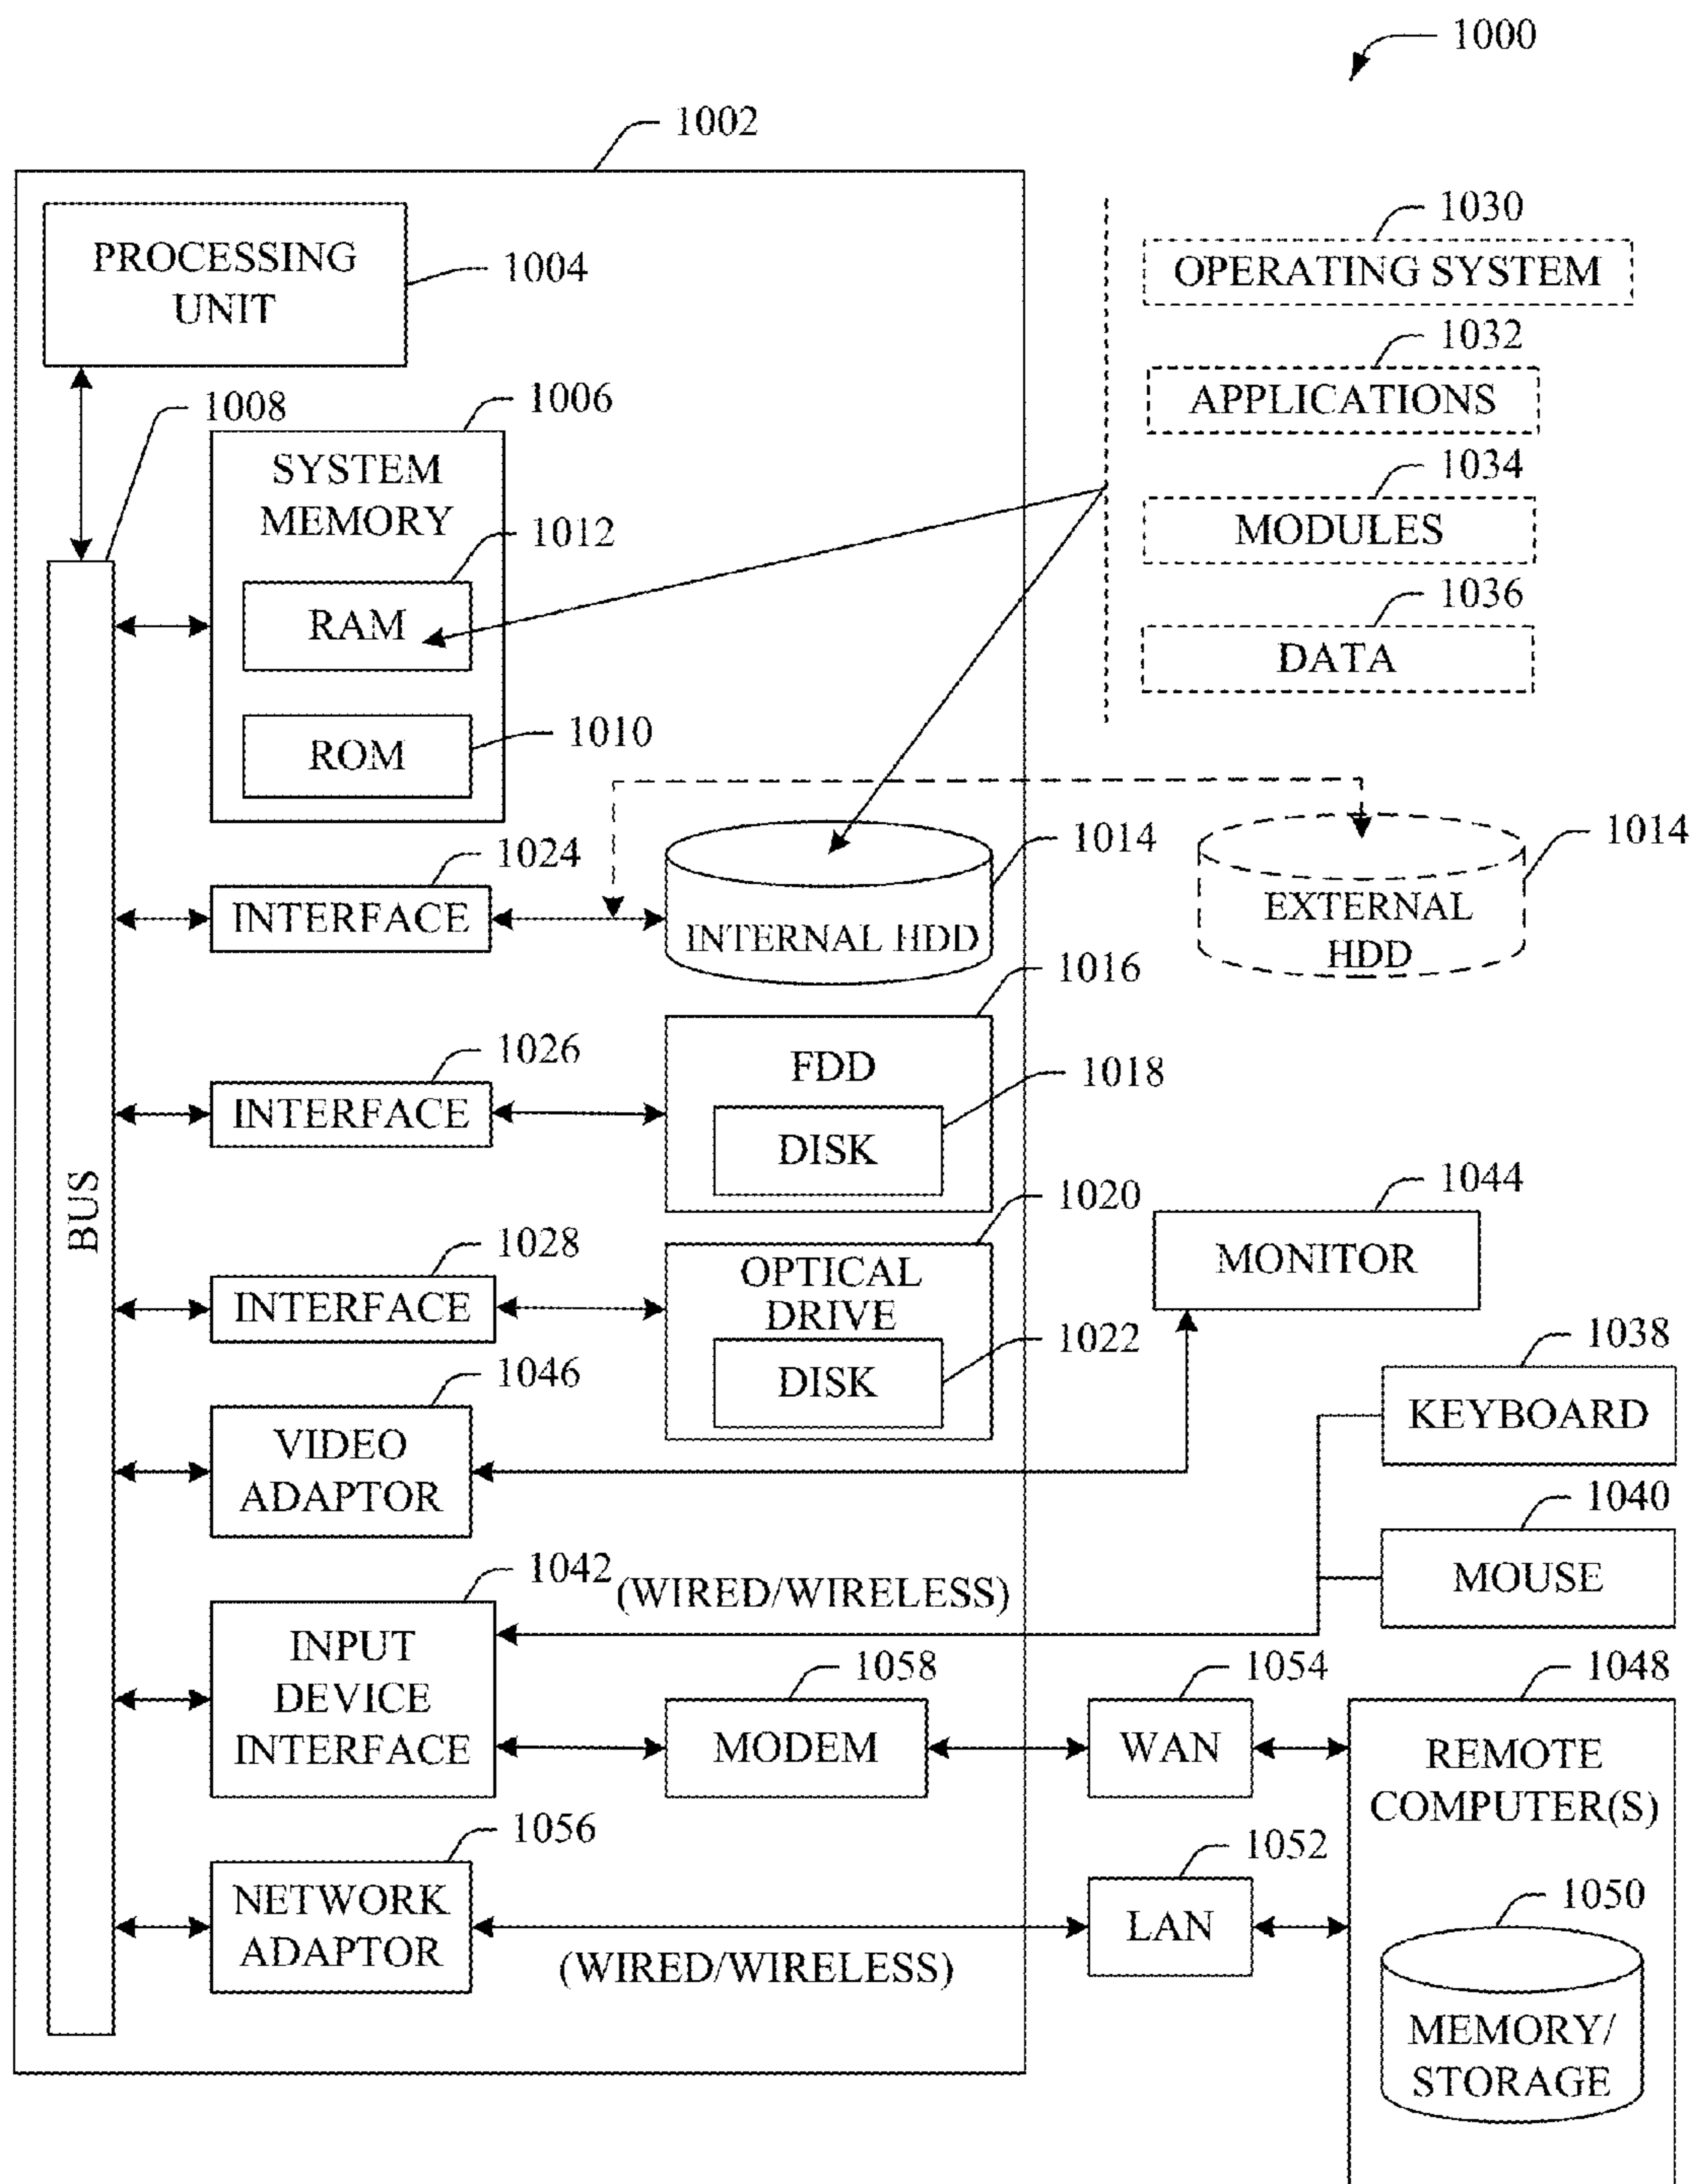 1000
1002
PROCESSING
UNIT
1004
1008
1006
SYSTEM
MEMORY
1012
RAM
ROM
1010
1030
OPERATING SYSTEM
1032
APPLICATIONS
1034
MODULES
1036
DATA
BUS
1024
INTERFACE
1014
INTERNAL HDD
1014
EXTERNAL
HDD
1026
INTERFACE
1016
FDD
1018
DISK
1028
INTERFACE
1020
OPTICAL
DRIVE
1022
DISK
1044
MONITOR
1046
VIDEO
ADAPTOR
1038
KEYBOARD
1040
MOUSE
1042
(WIRED/WIRELESS)
INPUT
DEVICE
INTERFACE
1058
MODEM
1054
WAN
1048
REMOTE
COMPUTER(S)
1056
NETWORK
ADAPTOR
(WIRED/WIRELESS)
1052
LAN
1050
MEMORY/
STORAGE